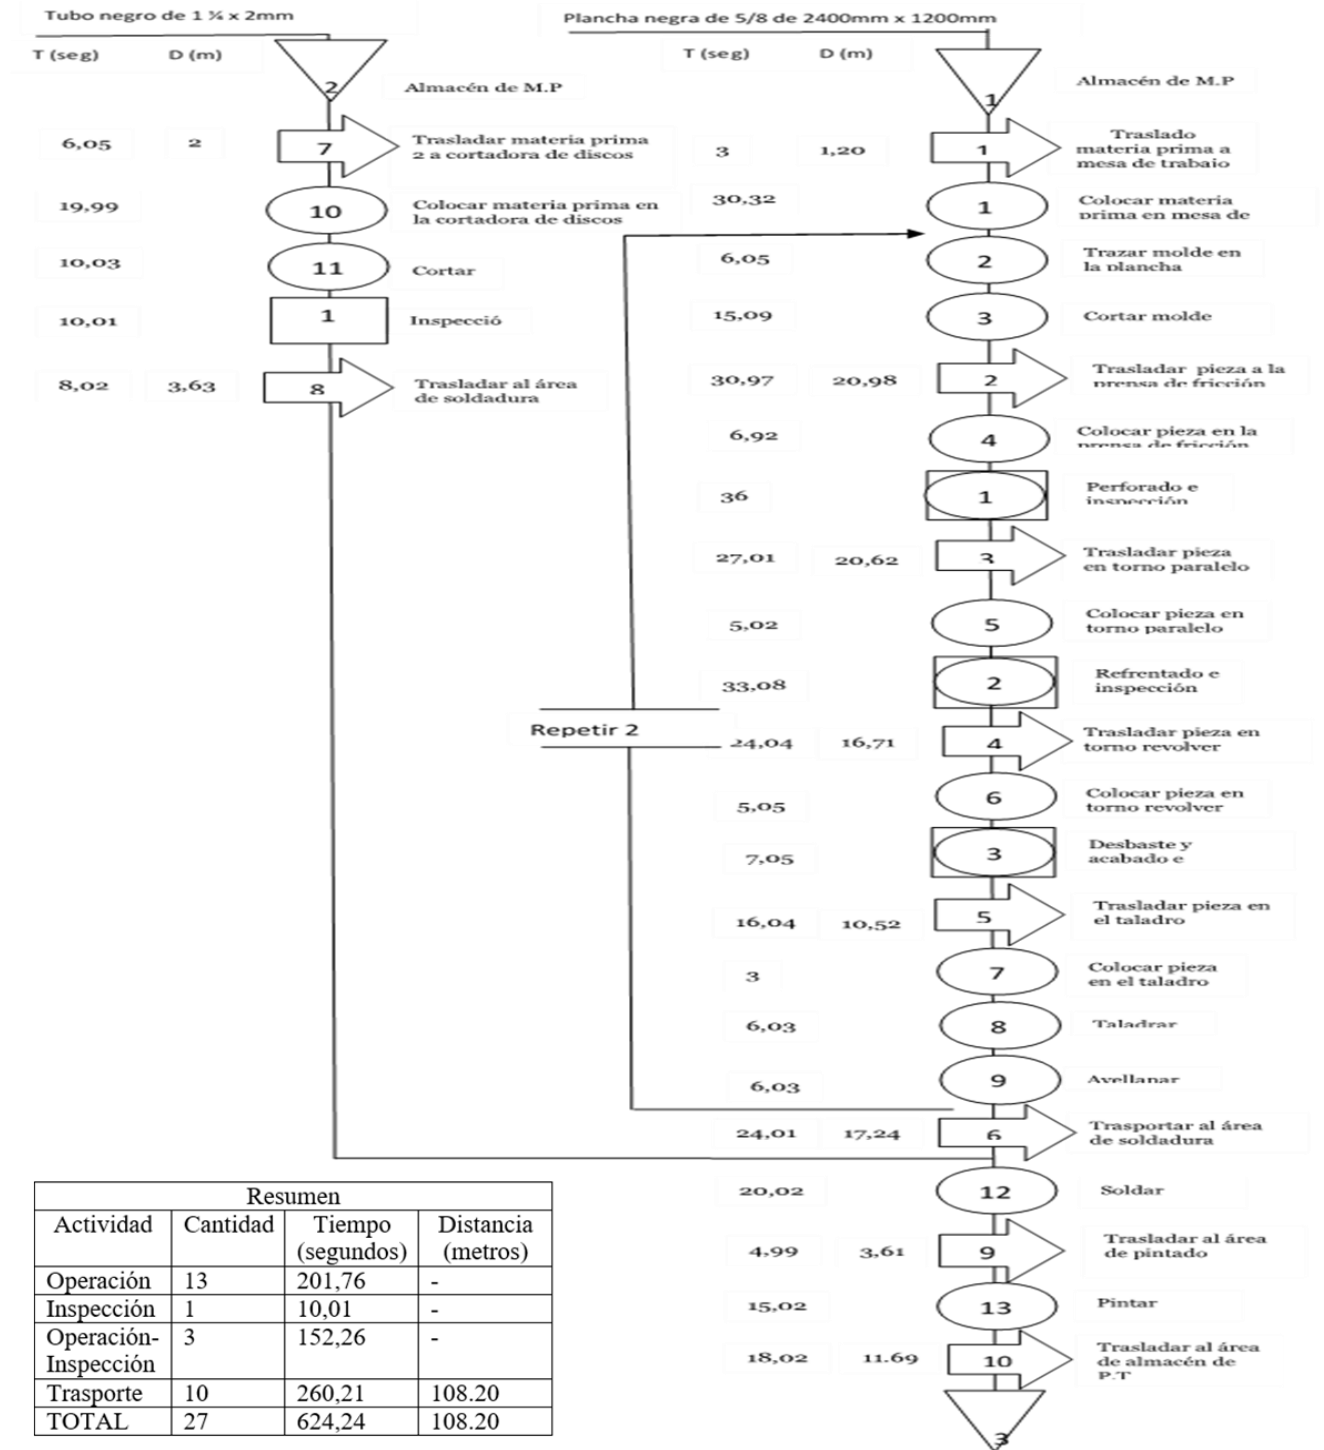 Tubo negro de 1 ¼ x 2mm
T (seg) D (m)
2
Almacén de M.P
6,05 2 7 Trasladar materia prima
2 a cortadora de discos
19,99 10 Colocar materia prima en
la cortadora de discos
10,03 11 Cortar
10,01 1 Inspecció
8,02 3,63 8 Trasladar al área
de soldadura
Plancha negra de 5/8 de 2400mm x 1200mm
T (seg) D (m)
Almacén de M.P
1
Traslado
3 1,20 1 materia prima a
mesa de trabaio
30,32 1 Colocar materia
prima en mesa de
6,05 2 Trazar molde en
la plancha
15,09 3 Cortar molde
30,97 20,98 2 Trasladar pieza a la
prensa de fricción
6,92 4 Colocar pieza en la
prensa de fricción
36 1 Perforado e
inspección
27,01 20,62 3 Trasladar pieza
en torno paralelo
5,02 5 Colocar pieza en
torno paralelo
33,08 2 Refrentado e
inspección
Repetir 2
24,04 16,71 4 Trasladar pieza en
torno revolver
5,05 6 Colocar pieza en
torno revolver
7,05 3 Desbaste y
acabado e
16,04 10,52 5 Trasladar pieza en
el taladro
3 7 Colocar pieza
en el taladro
6,03 8 Taladrar
6,03 9 Avellanar
24,01 17,24 6 Trasportar al área
de soldadura
20,02 12 Soldar
4,99 3,61 9 Trasladar al área
de pintado
15,02 13 Pintar
18,02 11.69 10 Trasladar al área
de almacén de
P.T
3
Resumen
Actividad Cantidad Tiempo Distancia
(segundos) (metros)
Operación 13 201,76 -
Inspección 1 10,01 -
Operación- 3 152,26 -
Inspección
Trasporte 10 260,21 108.20
TOTAL 27 624,24 108.20